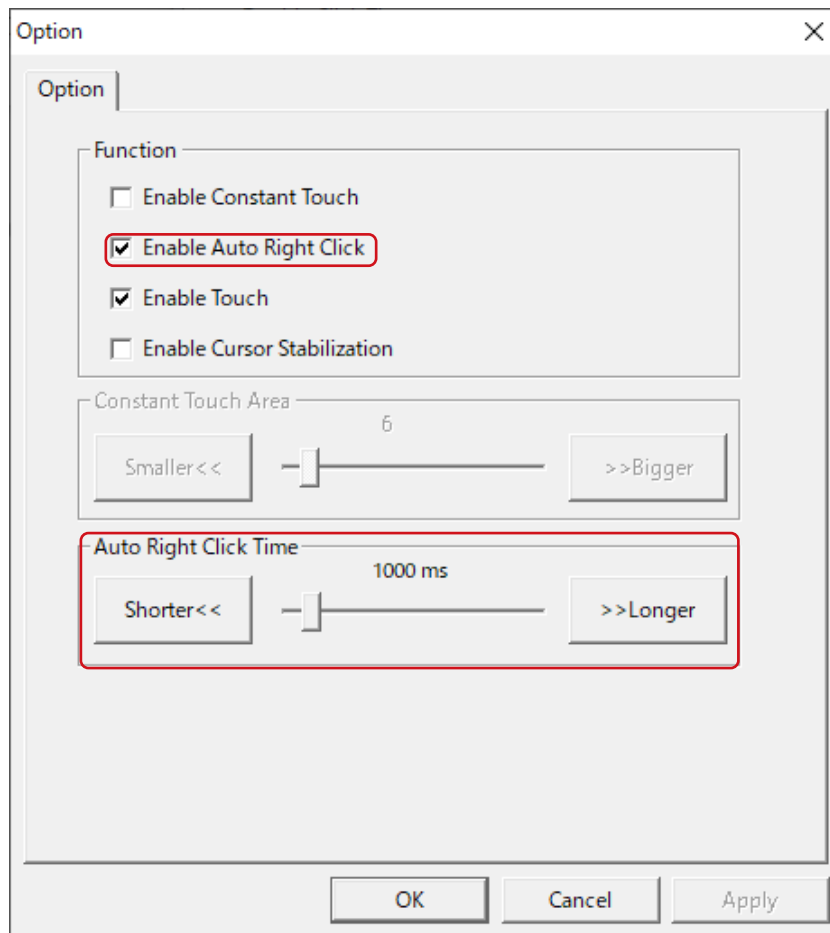 Option
Option
Function
Enable Constant Touch
Enable Auto Right Click
Enable Touch
Enable Cursor Stabilization
Constant Touch Area
6
Smaller<<
>>Bigger
Auto Right Click Time
1000 ms
Shorter<<
>>Longer
OK
Cancel
Apply